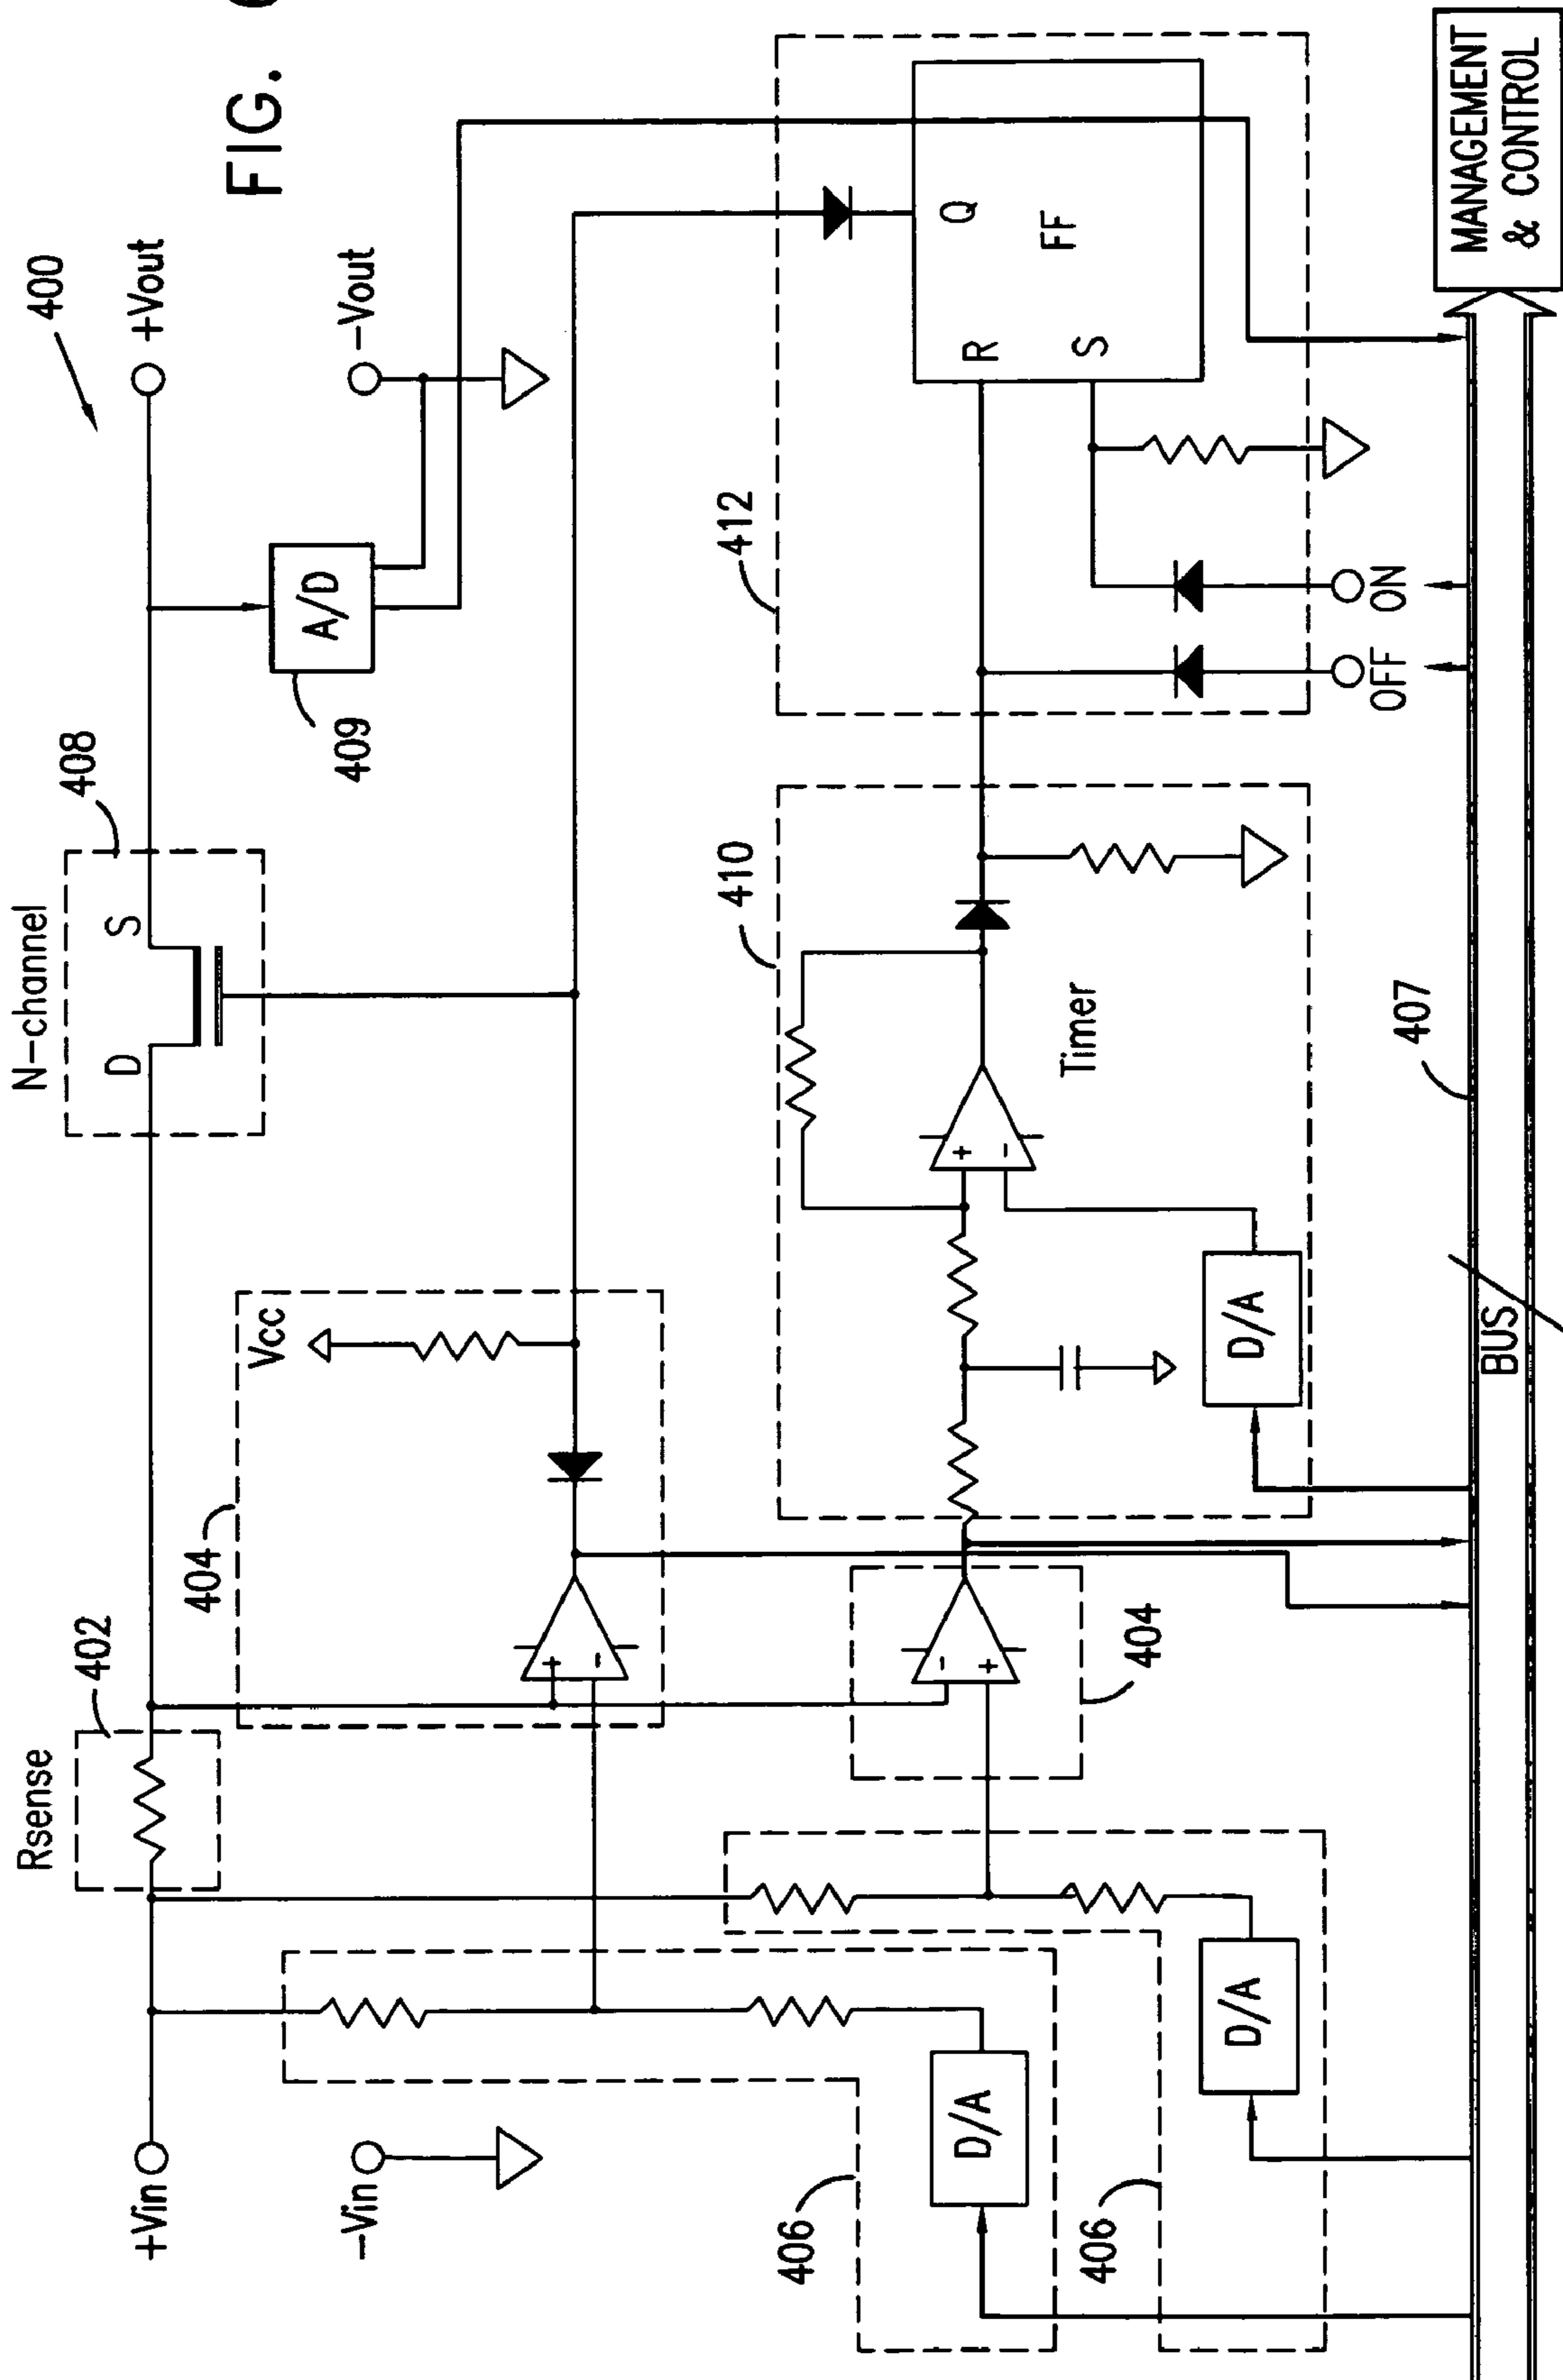 FIG.
400
+Vout
-Vout
N-channel
408
D
S
A/D
409
Rsense
402
404
Vcc
+
-
+Vin
-Vin
412
Q
FF
R
S
OFF
ON
410
Timer
+
-
D/A
404
-
+
406
D/A
406
D/A
407
BUS
MANAGEMENT
& CONTROL